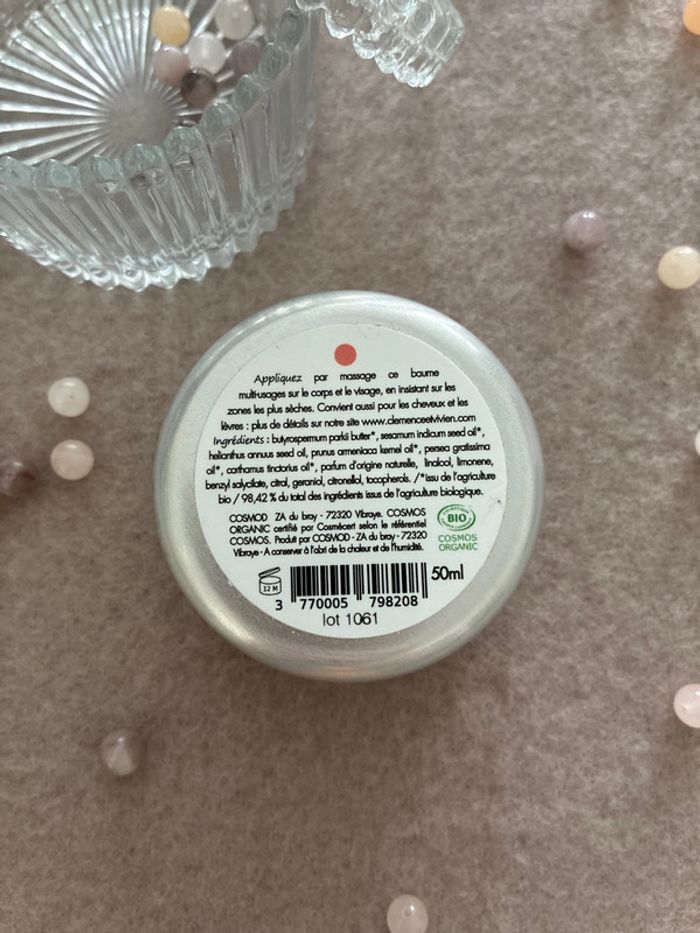 Appliquez par massage ce baume
multi-usages sur le corps et le visage, en insistant sur les
zones les plus sèches. Convient aussi pour les cheveux et les
lèvres : plus de détails sur www.clemenceetvivien.com
Ingrédients : butyrospermum parkii butter*, sesamum indicum seed oil*,
helianthus annuus seed oil, prunus armeniaca kernel oil*, persea gratissima
oil*, carthamus tinctorius oil*, parfum d'origine naturelle, linalool, limonene,
benzyl salicylate, citral, geraniol, citronellol, tocopherols. /*issu de l'agriculture
bio / 98,42 % du total des ingrédients issus de l'agriculture biologique.
COSMOD ZA du bray - 72320 Vibraye. COSMOS
ORGANIC certifié par Cosmécert selon le référentiel
COSMOS. Produit par COSMOD - ZA du bray - 72320
Vibraye - A conserver à l'abri de la chaleur et de l'humidité.
BIO
COSMOS
ORGANIC
12 M
50ml
3 770005 798208
lot 1061